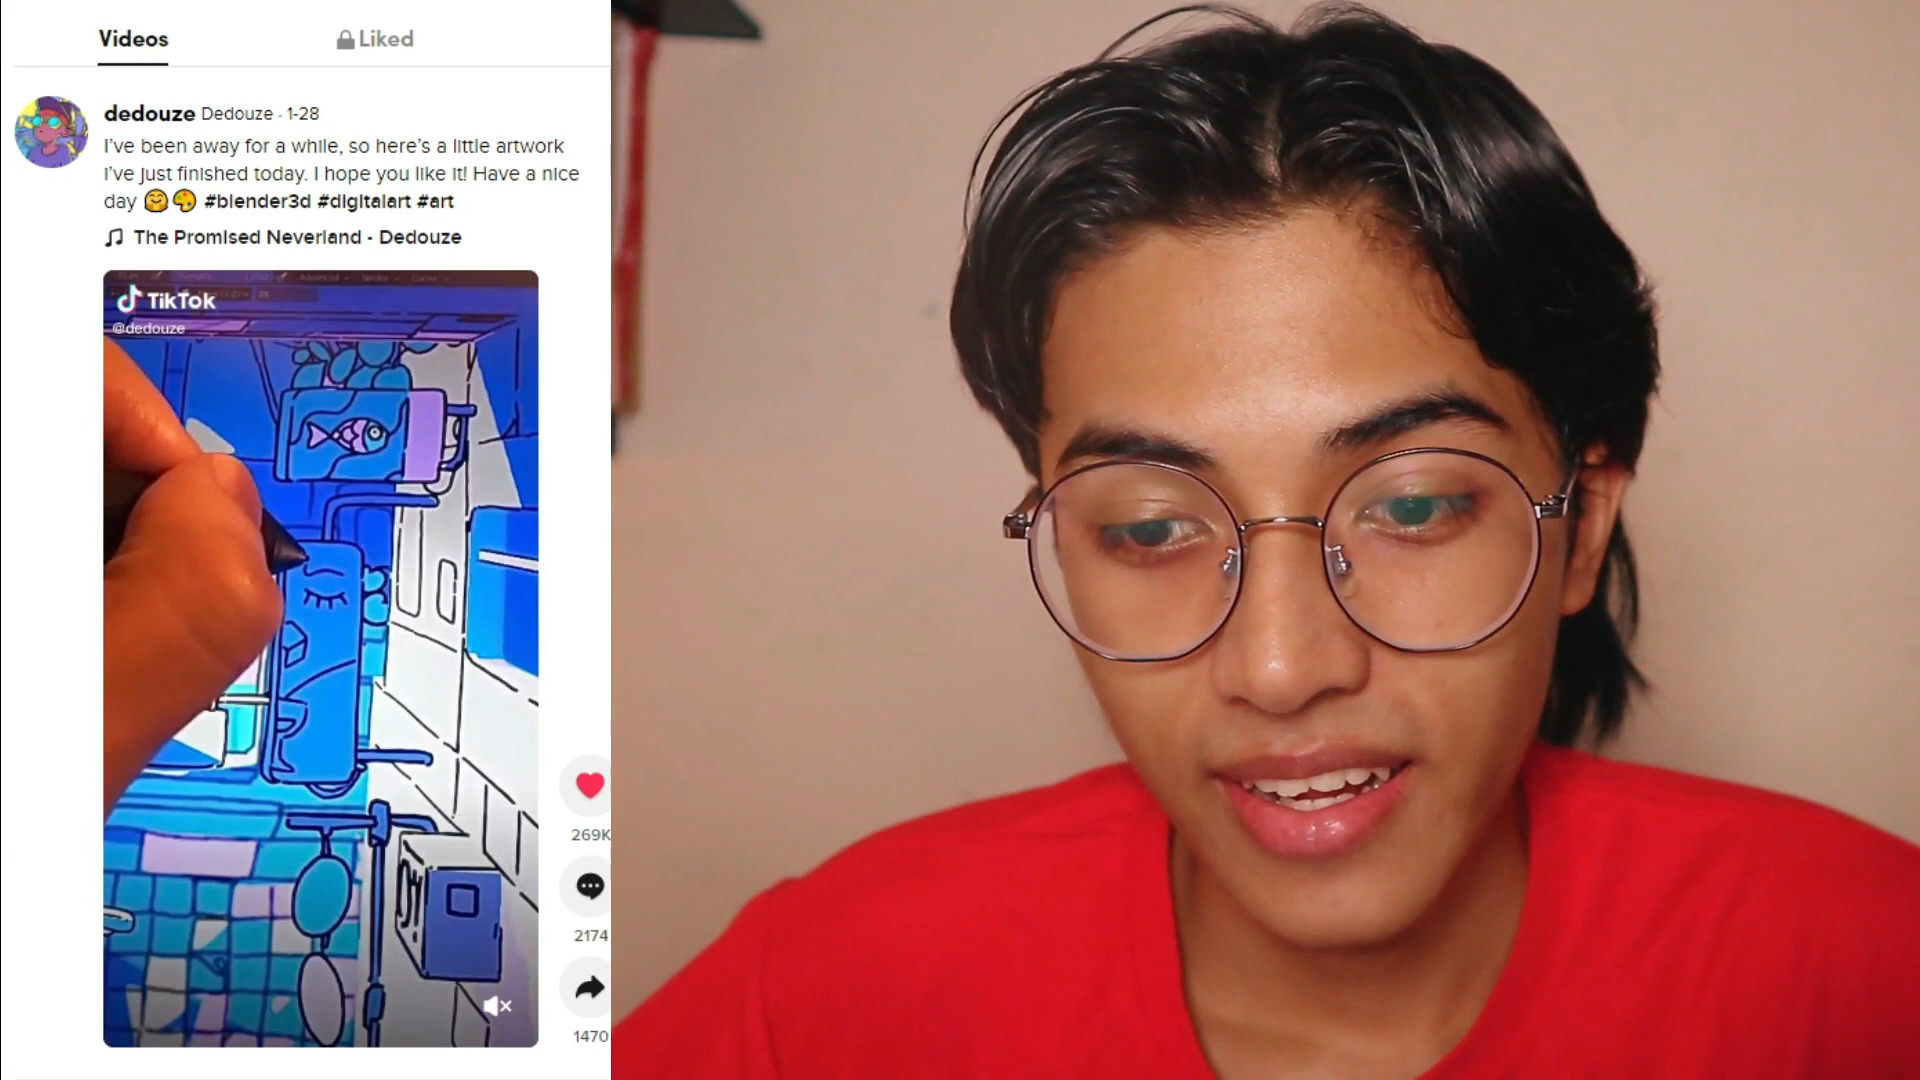 Videos
Liked
dedouze Dedouze · 1-28
I've been away for a while, so here's a little artwork
I've just finished today. I hope you like it! Have a nice
day 🤗🎨 #blender3d #digitalart #art
The Promised Neverland - Dedouze
TikTok
@dedouze
269K
2174
1470